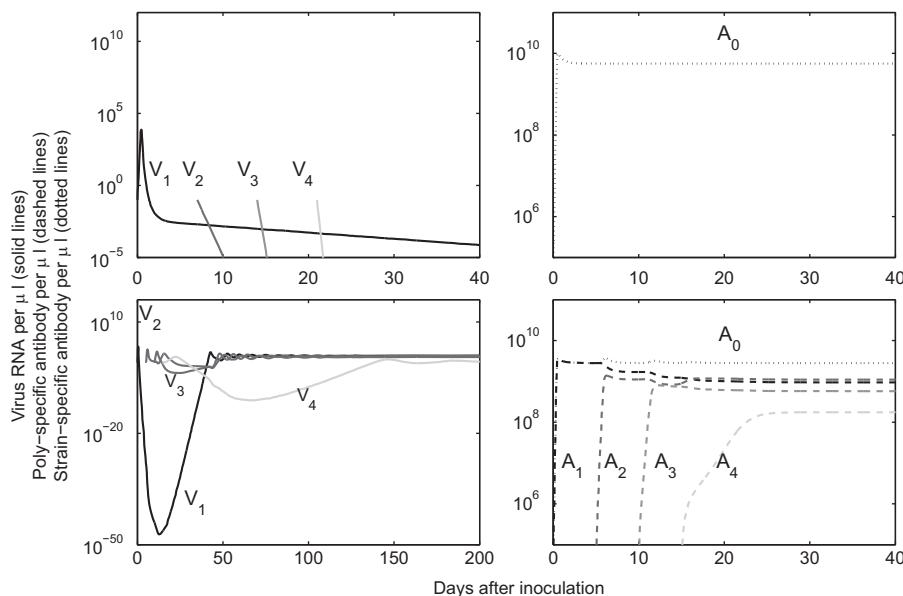 Virus RNA per μ l (solid lines)
Poly−specific antibody per μ l (dashed lines)
Strain−specific antibody per μ l (dotted lines)
10^10
10^5
10^0
10^−5
V_1
V_2
V_3
V_4
0
10
20
30
40
A_0
10^10
10^8
10^6
0
10
20
30
40
V_2
10^10
10^−20
10^−50
V_3
V_4
V_1
0
50
100
150
200
A_0
10^10
10^8
10^6
A_1
A_2
A_3
A_4
0
10
20
30
40
Days after inoculation